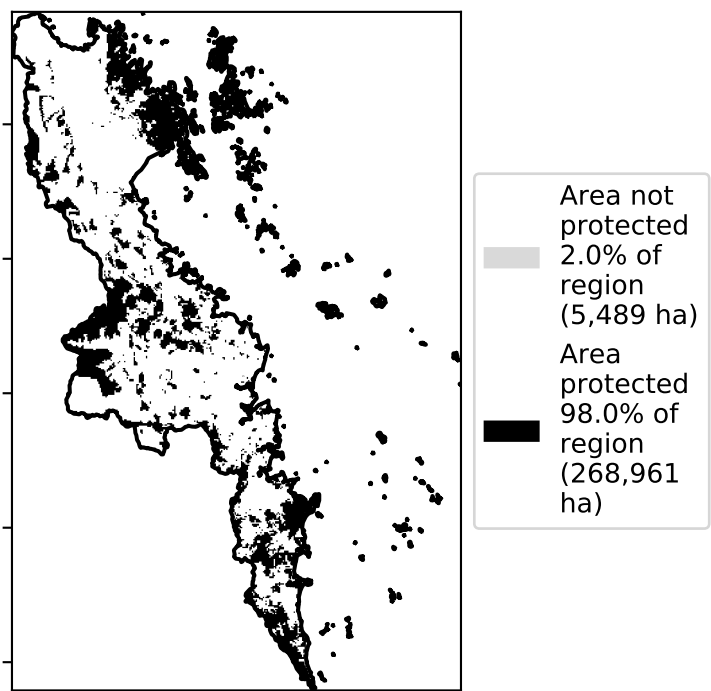 Area not
protected
2.0% of
region
(5,489 ha)
Area
protected
98.0% of
region
(268,961
ha)